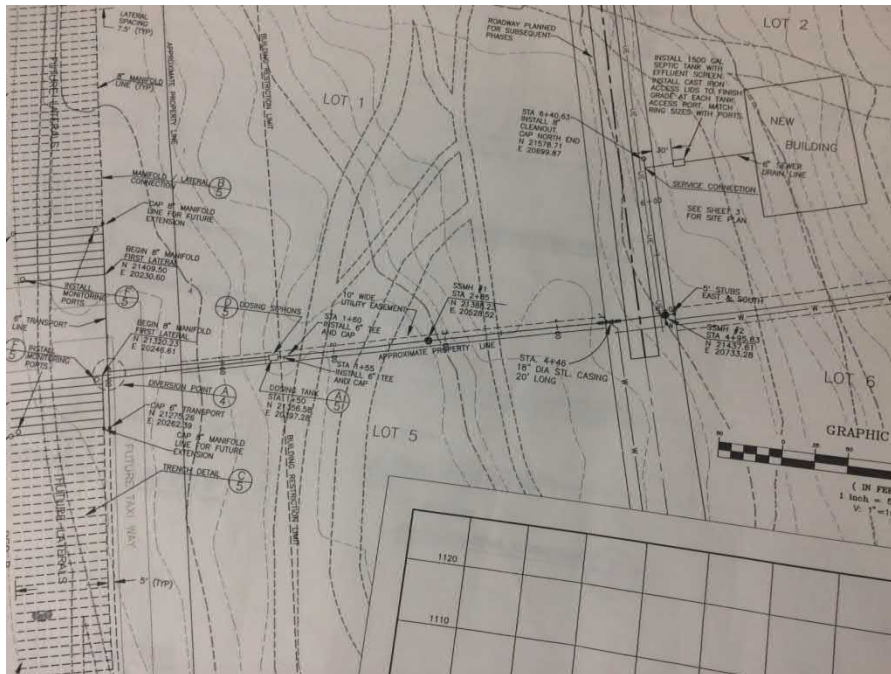 LATERAL
SPACING
7.5' (TYP)
8" MANIFOLD
LINE (TYP)
APPROXIMATE PROPERTY LINE
BUILDING RESTRICTION LIMIT
LOT 1
ROADWAY PLANNED
FOR SUBSEQUENT
PHASES
LOT 2
INSTALL 1500 GAL
SEPTIC TANK WITH
EFFLUENT SCREEN.
INSTALL CAST IRON
ACCESS LIDS TO FINISH
GRADE AT EACH TANK
ACCESS PORT. MATCH
RING SIZES WITH PORTS.
NEW
BUILDING
STA 6+40.63
INSTALL 8"
CLEANOUT.
CAP NORTH END
N 21578.71
E 20699.87
30'
6" SEWER
DRAIN LINE
SERVICE CONNECTION
SEE SHEET 3
FOR SITE PLAN
MANIFOLD / LATERAL
CONNECTION
B
5
CAP 8" MANIFOLD
LINE FOR FUTURE
EXTENSION
BEGIN 8" MANIFOLD
FIRST LATERAL
N 21409.50
E 20230.60
INSTALL
MONITORING
PORTS
E
5
D
5
DOSING SIPHONS
10' WIDE
UTILITY EASEMENT
SSMH #1
STA 2+85
E 20528.52
5' STUBS
EAST & SOUTH
6" TRANSPORT
LINE
BEGIN 8" MANIFOLD
FIRST LATERAL
N 21320.23
E 20246.61
STA 1+60
INSTALL 6" TEE
AND CAP
APPROXIMATE PROPERTY LINE
SSMH #2
STA 4+95.63
N 21437.61
E 20733.28
INSTALL
MONITORING
PORTS
DIVERSION POINT
A
4
STA 1+55
INSTALL 6" TEE
AND CAP
STA. 4+46
18" DIA STL. CASING
20' LONG
LOT 6
DOSING TANK
STA 1+50
N 21356.58
E 20397.28
A
5
CAP 6" TRANSPORT
N 21275.26
E 20262.39
CAP 8" MANIFOLD
LINE FOR FUTURE
EXTENSION
LOT 5
GRAPHIC
TRENCH DETAIL
C
5
BUILDING RESTRICTION LIMIT
FUTURE TAXI WAY
FUTURE LATERALS
5' (TYP)
( IN FEE
1 inch =
1120
1110